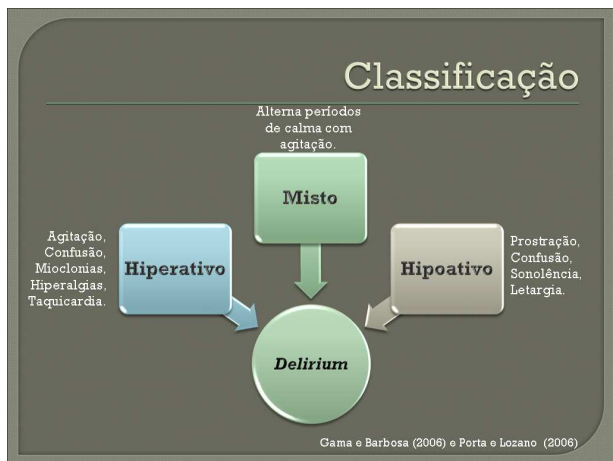 Classificação
Alterna períodos
de calma com
agitação.
Misto
Agitação,
Confusão,
Mioclonias,
Hiperalgias,
Taquicardia.
Hiperativo
Hipoativo
Prostração,
Confusão,
Sonolência,
Letargia.
Delirium
Gama e Barbosa (2006) e Porta e Lozano (2006)